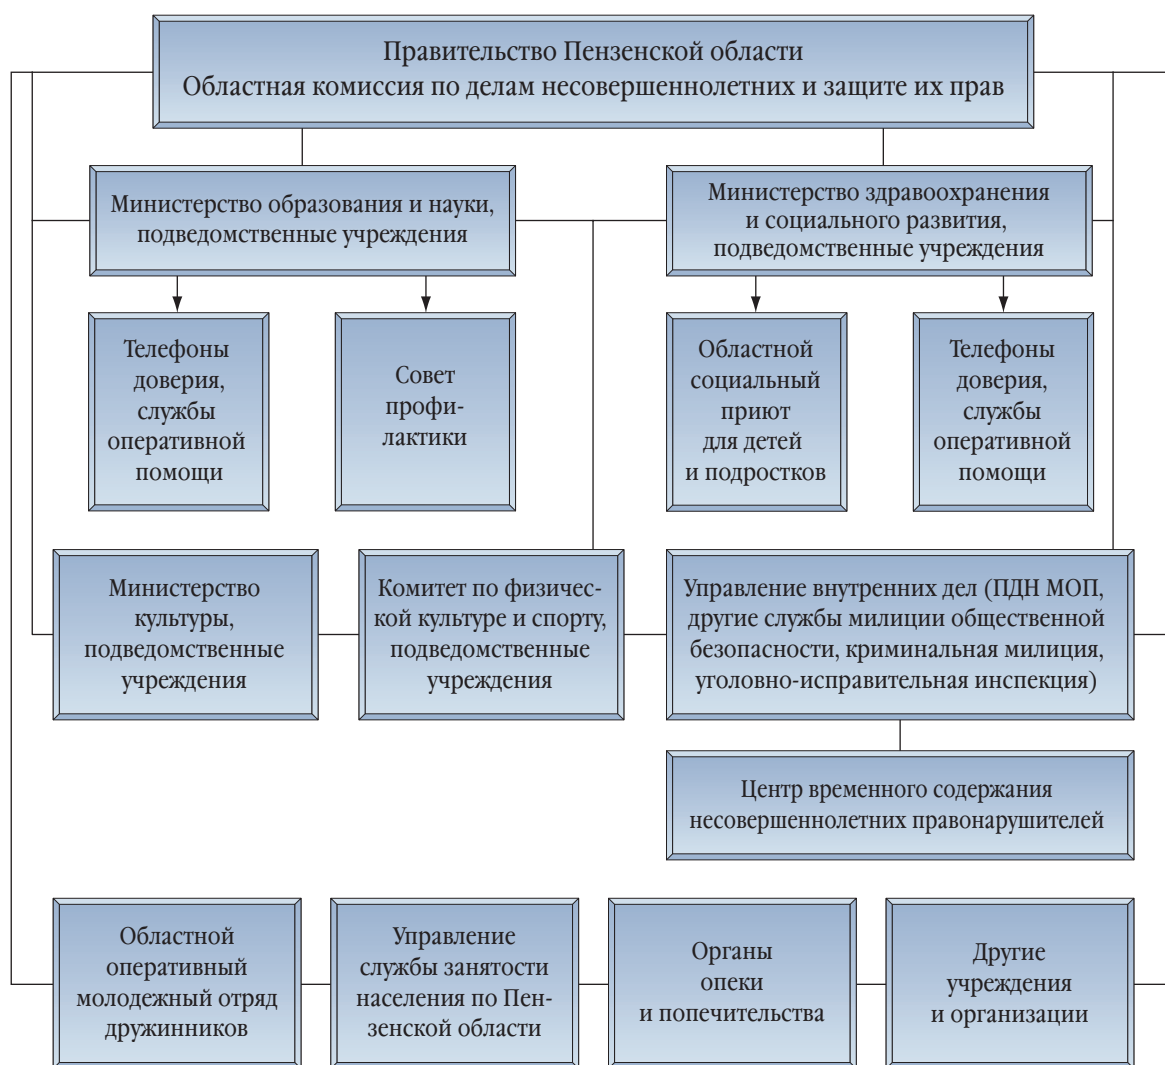 Правительство Пензенской области
Областная комиссия по делам несовершеннолетних и защите их прав
Министерство образования и науки,
подведомственные учреждения
Министерство здравоохранения
и социального развития,
подведомственные учреждения
Телефоны
доверия,
службы
оперативной
помощи
Совет
профи-
лактики
Областной
социальный
приют
для детей
и подростков
Телефоны
доверия,
службы
оперативной
помощи
Министерство
культуры,
подведомственные
учреждения
Комитет по физичес-
кой культуре и спорту,
подведомственные
учреждения
Управление внутренних дел (ПДН МОП,
другие службы милиции общественной
безопасности, криминальная милиция,
уголовно-исправительная инспекция)
Центр временного содержания
несовершеннолетних правонарушителей
Областной
оперативный
молодежный отряд
дружинников
Управление
службы занятости
населения по Пен-
зенской области
Органы
опеки
и попечительства
Другие
учреждения
и организации